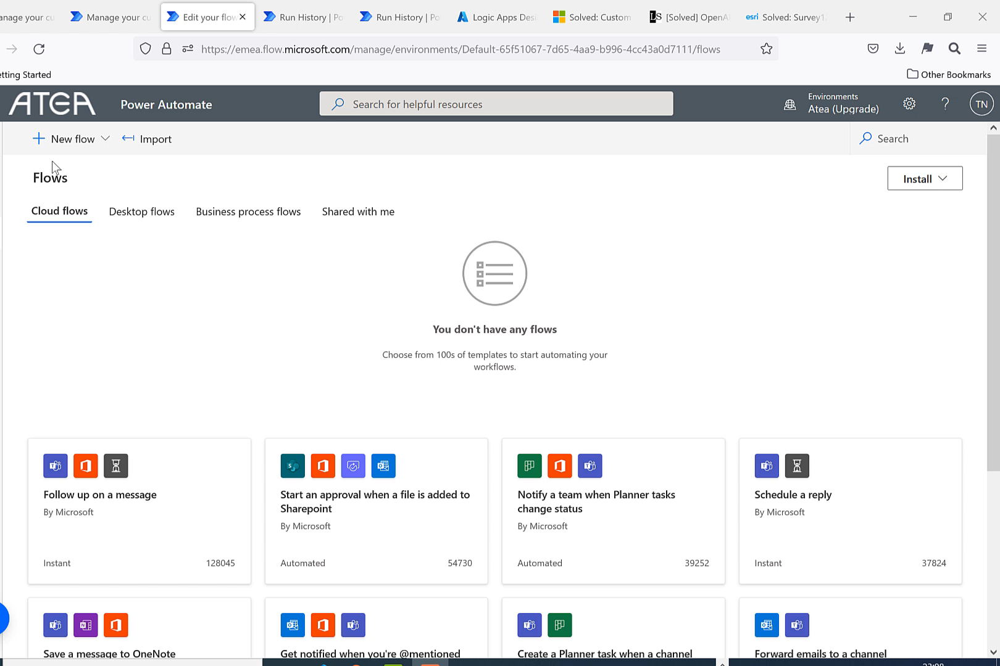 anage your cu
Manage your cu
Edit your flow
Run History | Po
Run History | Po
Logic Apps Desi
Solved: Custom
LS
[Solved] OpenA
esri
Solved: Survey1
https://emea.flow.microsoft.com/manage/environments/Default-65f51067-7d65-4aa9-b996-4cc43a0d7111/flows
etting Started
Other Bookmarks
ATEA
Power Automate
Search for helpful resources
Environments
Atea (Upgrade)
?
TN
New flow
Import
Search
Flows
Install
Cloud flows
Desktop flows
Business process flows
Shared with me
You don't have any flows
Choose from 100s of templates to start automating your
workflows.
Follow up on a message
By Microsoft
Instant
128045
Start an approval when a file is added to
Sharepoint
By Microsoft
Automated
54730
Notify a team when Planner tasks
change status
By Microsoft
Automated
39252
Schedule a reply
By Microsoft
Instant
37824
Save a message to OneNote
Get notified when you're @mentioned
Create a Planner task when a channel
Forward emails to a channel